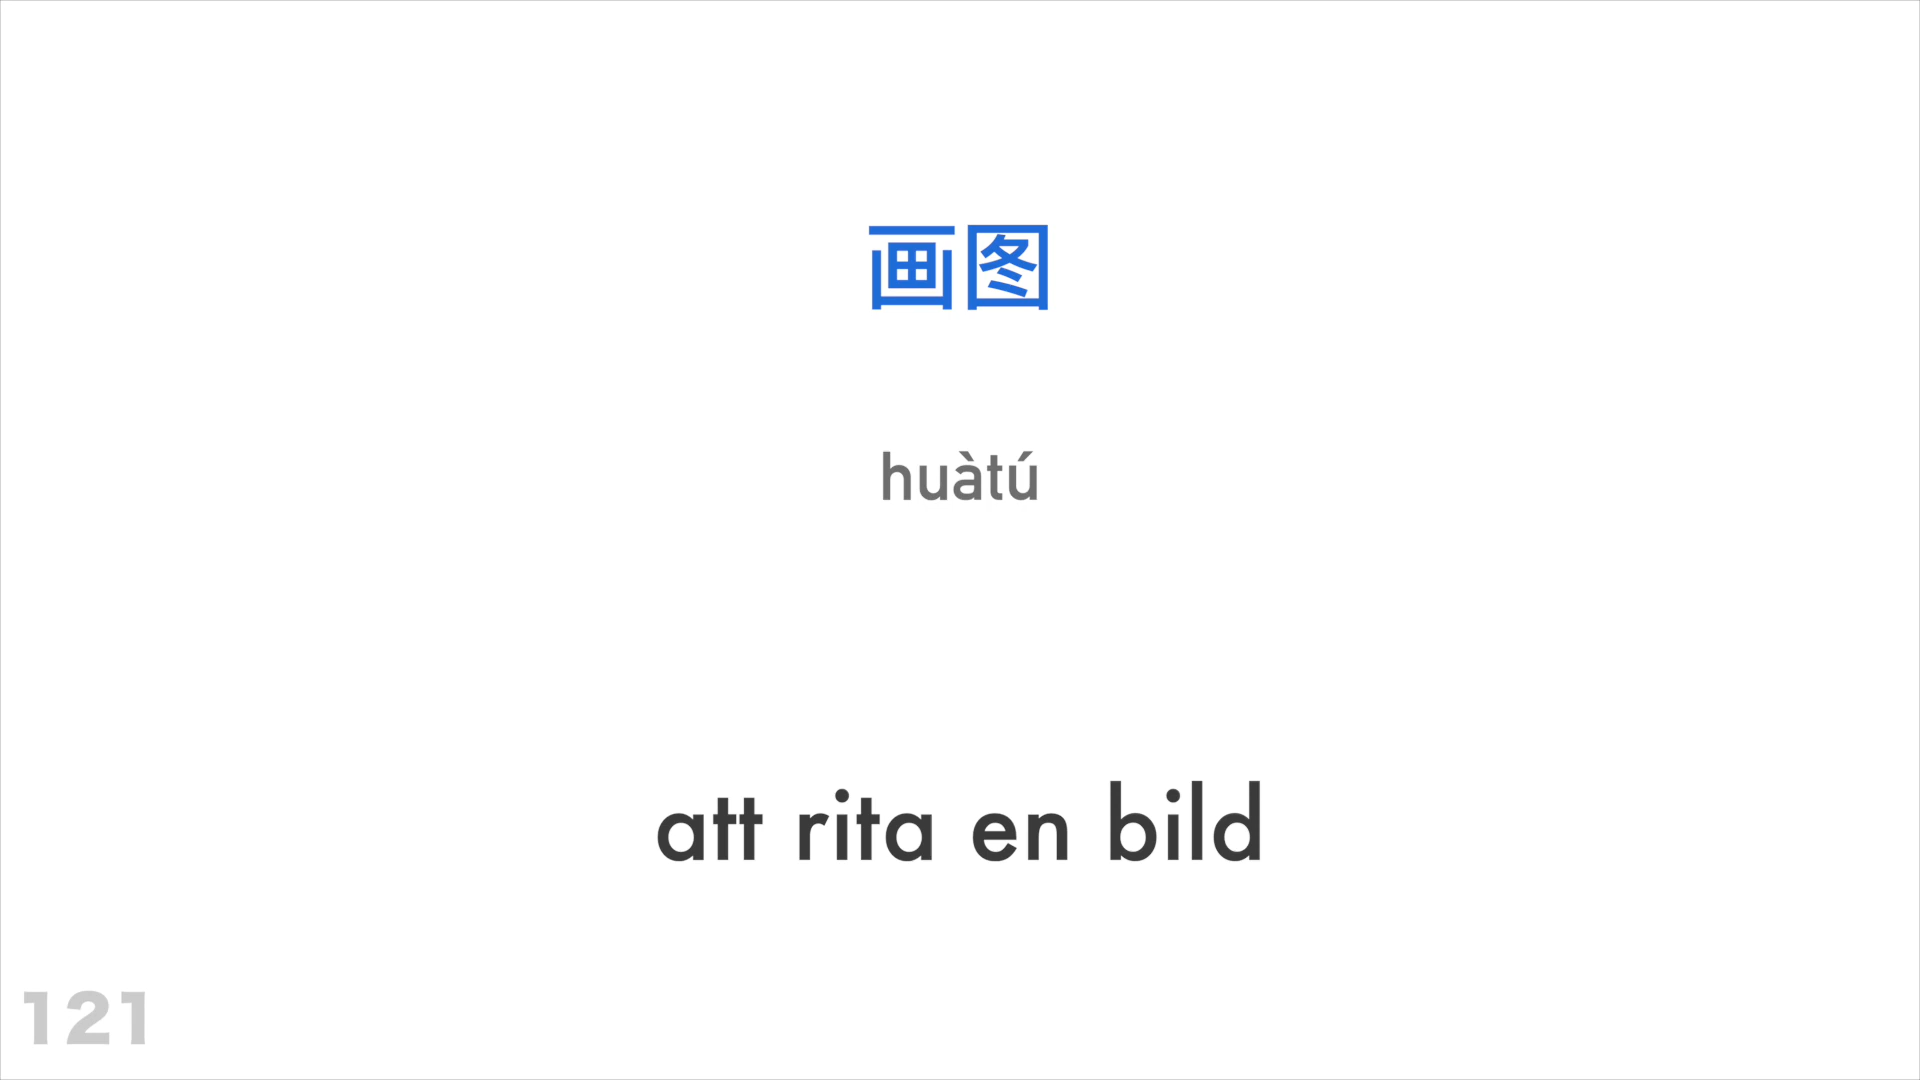 画图
huàtú
att rita en bild
121